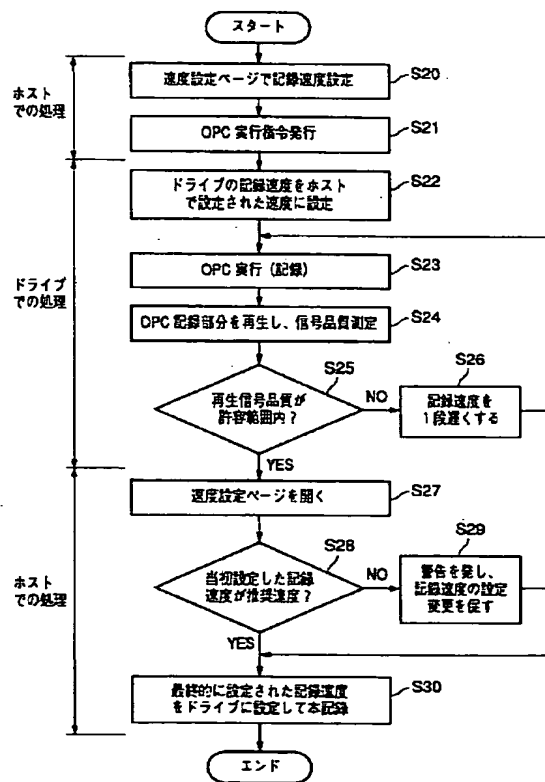 スタート
ホスト
での処理
速度設定ページで記録速度設定
S20
OPC 実行指令発行
S21
ドライブの記録速度をホスト
で設定された速度に設定
S22
ドライブ
での処理
OPC 実行（記録）
S23
OPC 記録部分を再生し、信号品質測定
S24
再生信号品質が
許容範囲内？
S25
NO
YES
記録速度を
1段遅くする
S26
ホスト
での処理
速度設定ページを開く
S27
当初設定した記録
速度が推奨速度？
S28
NO
YES
警告を発し、
記録速度の設定
変更を促す
S29
最終的に設定された記録速度
をドライブに設定して本記録
S30
エンド